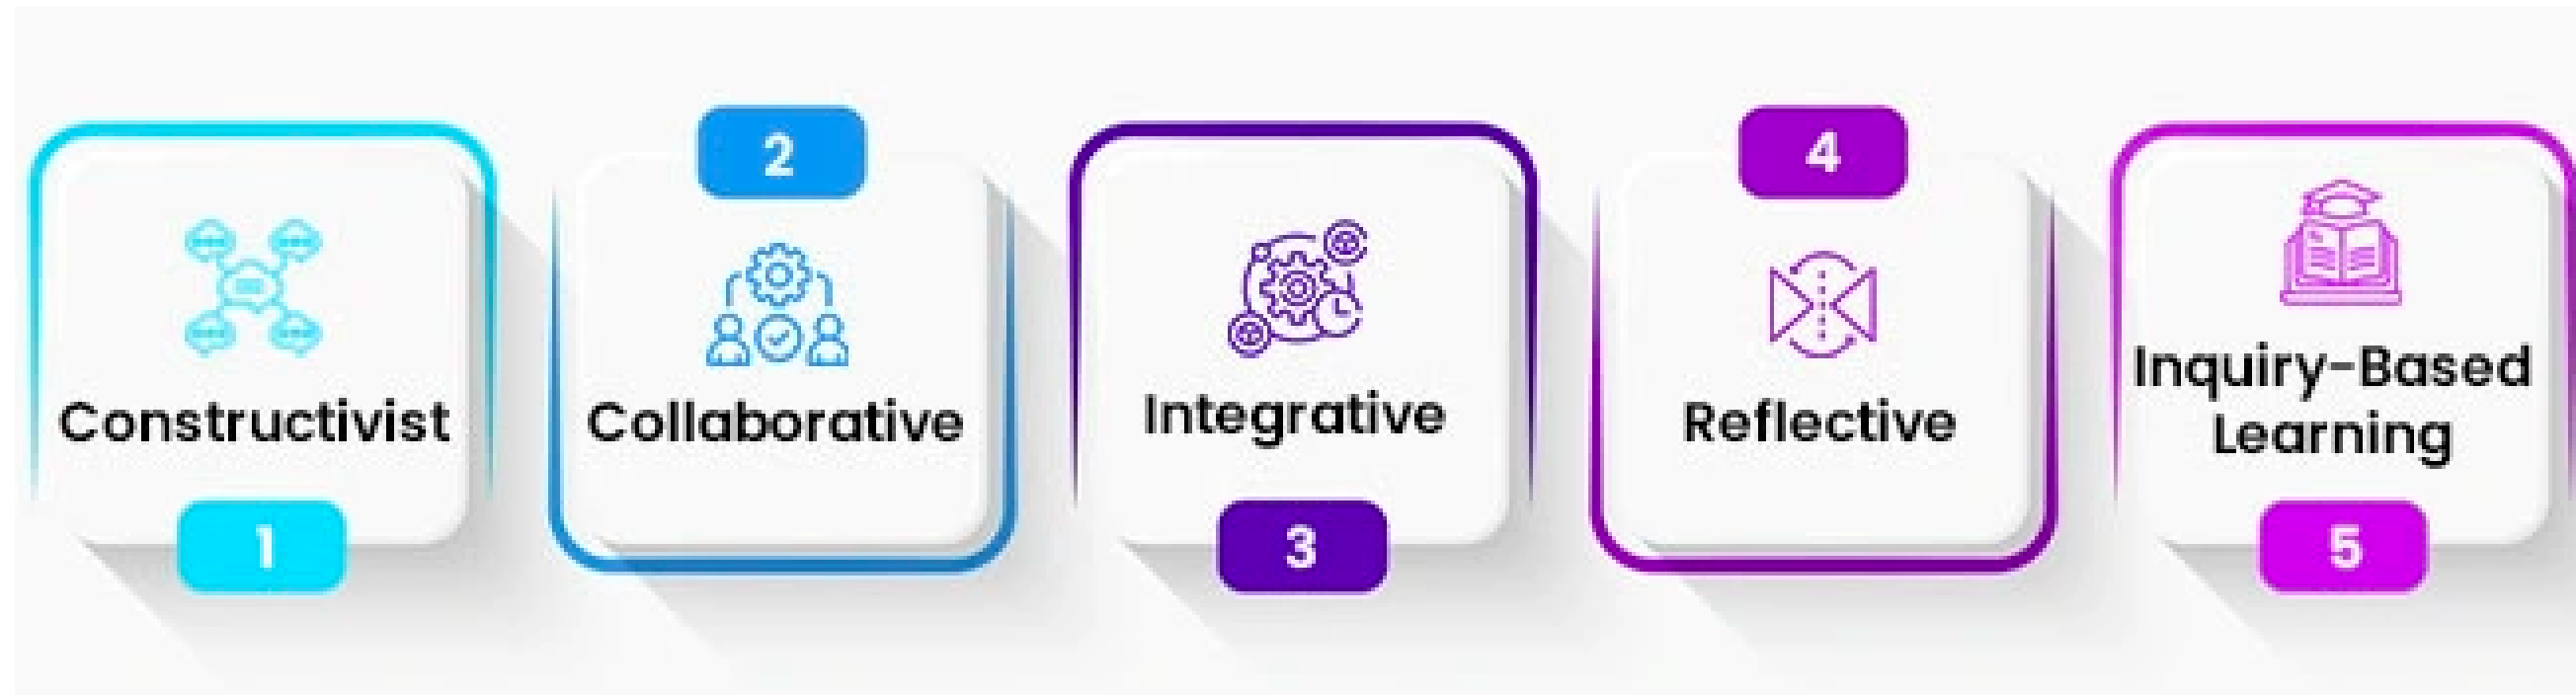 Constructivist
1
2
Collaborative
Integrative
3
4
Reflective
Inquiry-Based
Learning
5